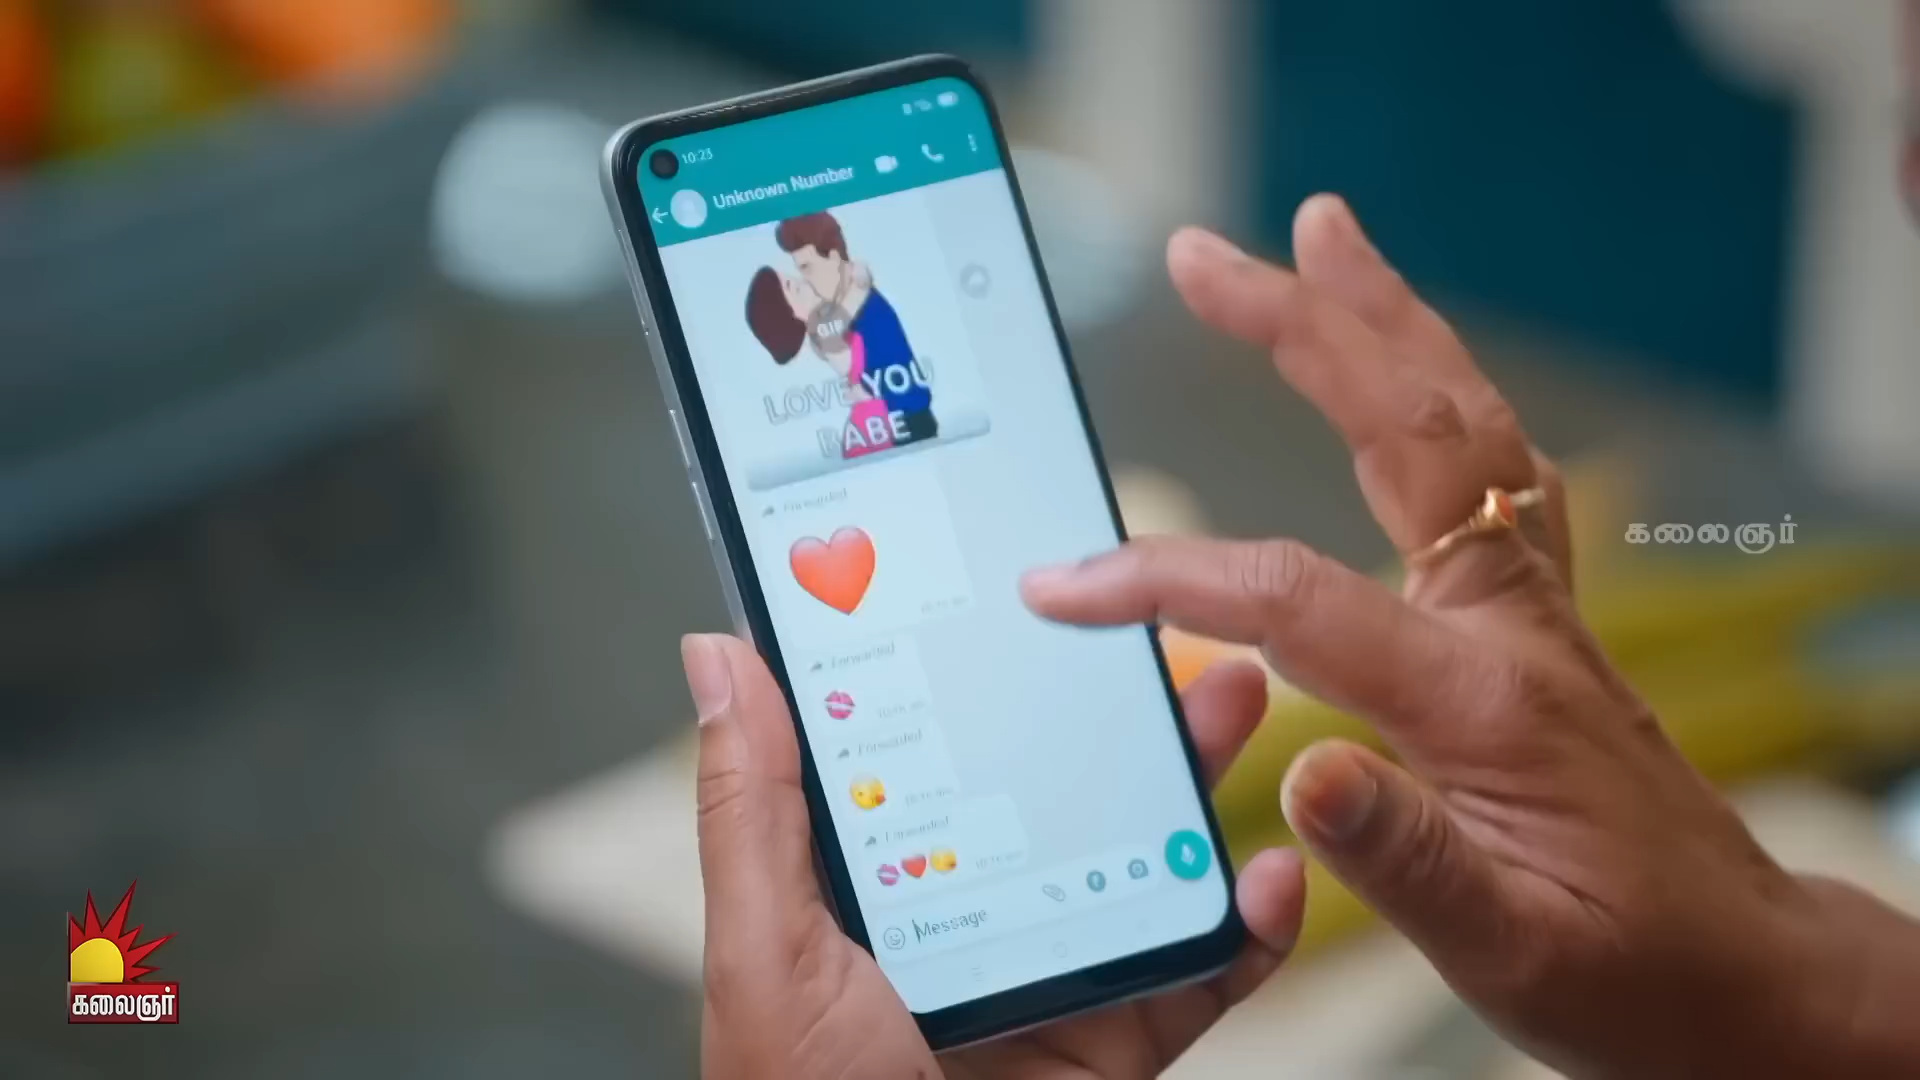 10:23
Unknown Number
GIF
LOVE YOU
BABE
Forwarded
Forwarded
Forwarded
Forwarded
Message
கலைஞர்
கலைஞர்